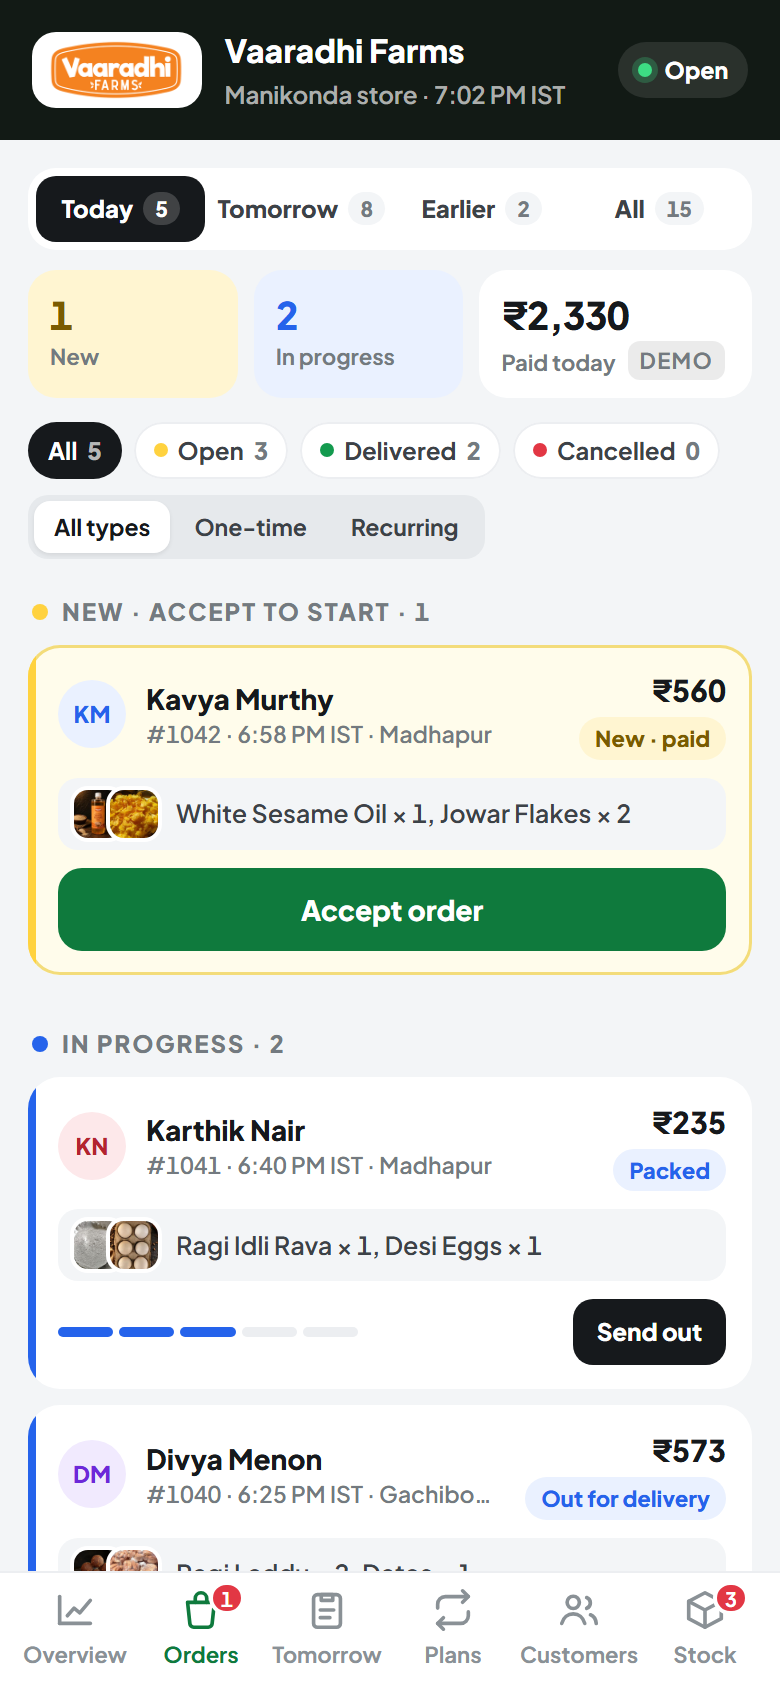 Vaaradhi
FARMS
Vaaradhi Farms
Manikonda store · 7:02 PM IST
Open
Today 5 Tomorrow 8 Earlier 2 All 15
1
New
2
In progress
₹2,330
Paid today DEMO
All 5 Open 3 Delivered 2 Cancelled 0
All types One-time Recurring
NEW · ACCEPT TO START · 1
KM
Kavya Murthy
#1042 · 6:58 PM IST · Madhapur
₹560
New · paid
White Sesame Oil × 1, Jowar Flakes × 2
Accept order
IN PROGRESS · 2
KN
Karthik Nair
#1041 · 6:40 PM IST · Madhapur
₹235
Packed
Ragi Idli Rava × 1, Desi Eggs × 1
Send out
DM
Divya Menon
#1040 · 6:25 PM IST · Gachibo...
₹573
Out for delivery
1 3
Overview Orders Tomorrow Plans Customers Stock